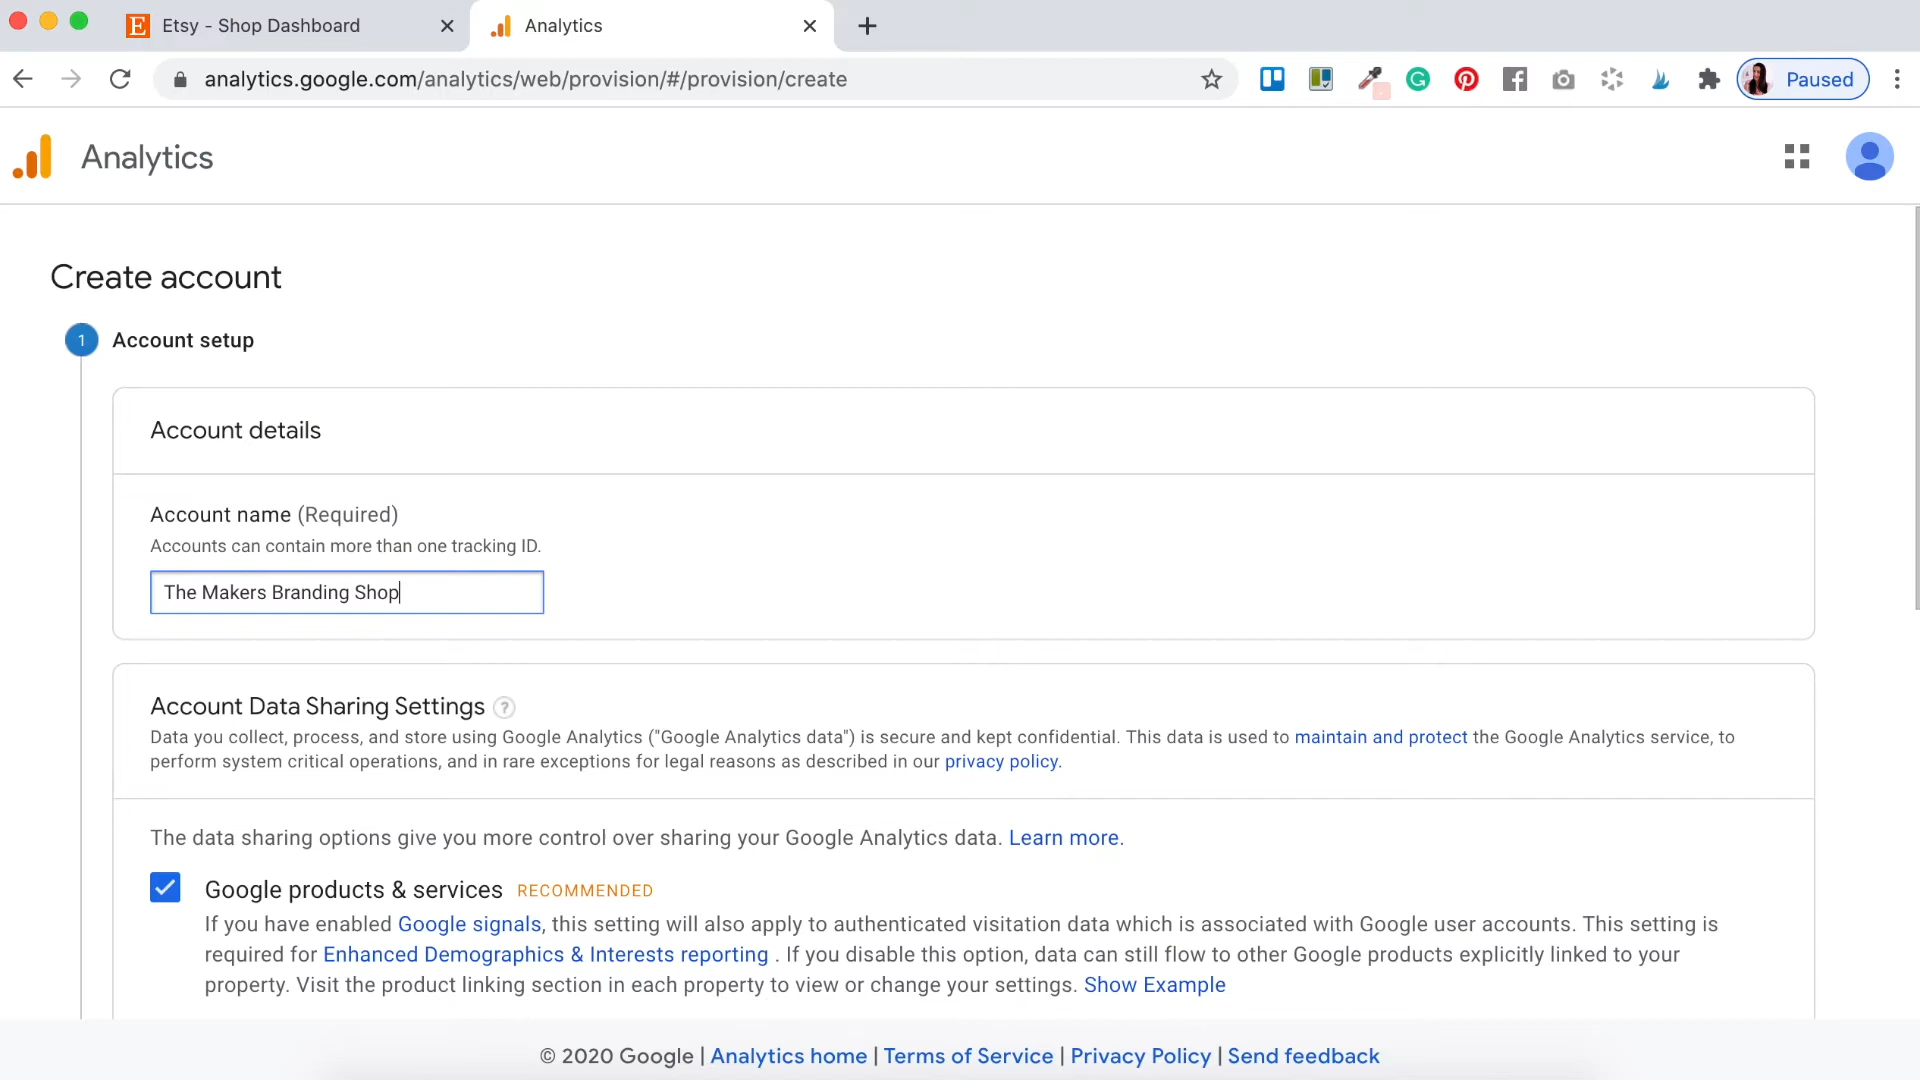 Etsy - Shop Dashboard
Analytics
analytics.google.com/analytics/web/provision/#/provision/create
Paused
Analytics
Create account
1 Account setup
Account details
Account name (Required)
Accounts can contain more than one tracking ID.
The Makers Branding Shop
Account Data Sharing Settings ?
Data you collect, process, and store using Google Analytics ("Google Analytics data") is secure and kept confidential. This data is used to maintain and protect the Google Analytics service, to
perform system critical operations, and in rare exceptions for legal reasons as described in our privacy policy.
The data sharing options give you more control over sharing your Google Analytics data. Learn more.
Google products & services RECOMMENDED
If you have enabled Google signals, this setting will also apply to authenticated visitation data which is associated with Google user accounts. This setting is
required for Enhanced Demographics & Interests reporting . If you disable this option, data can still flow to other Google products explicitly linked to your
property. Visit the product linking section in each property to view or change your settings. Show Example
© 2020 Google | Analytics home | Terms of Service | Privacy Policy | Send feedback